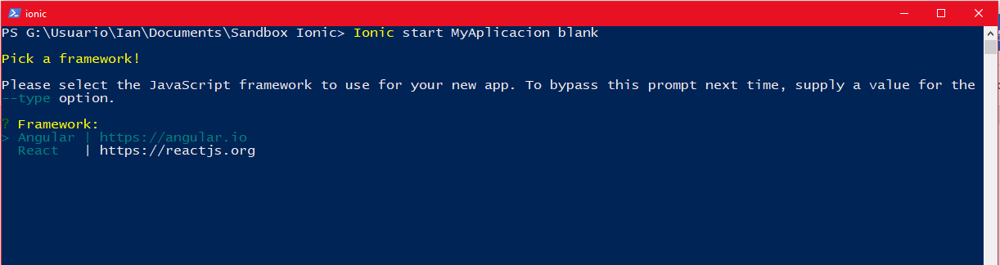 ionic
PS G:\Usuario\Ian\Documents\Sandbox Ionic> Ionic start MyAplicacion blank
Pick a framework!
Please select the JavaScript framework to use for your new app. To bypass this prompt next time, supply a value for the
--type option.
? Framework:
> Angular | https://angular.io
React | https://reactjs.org